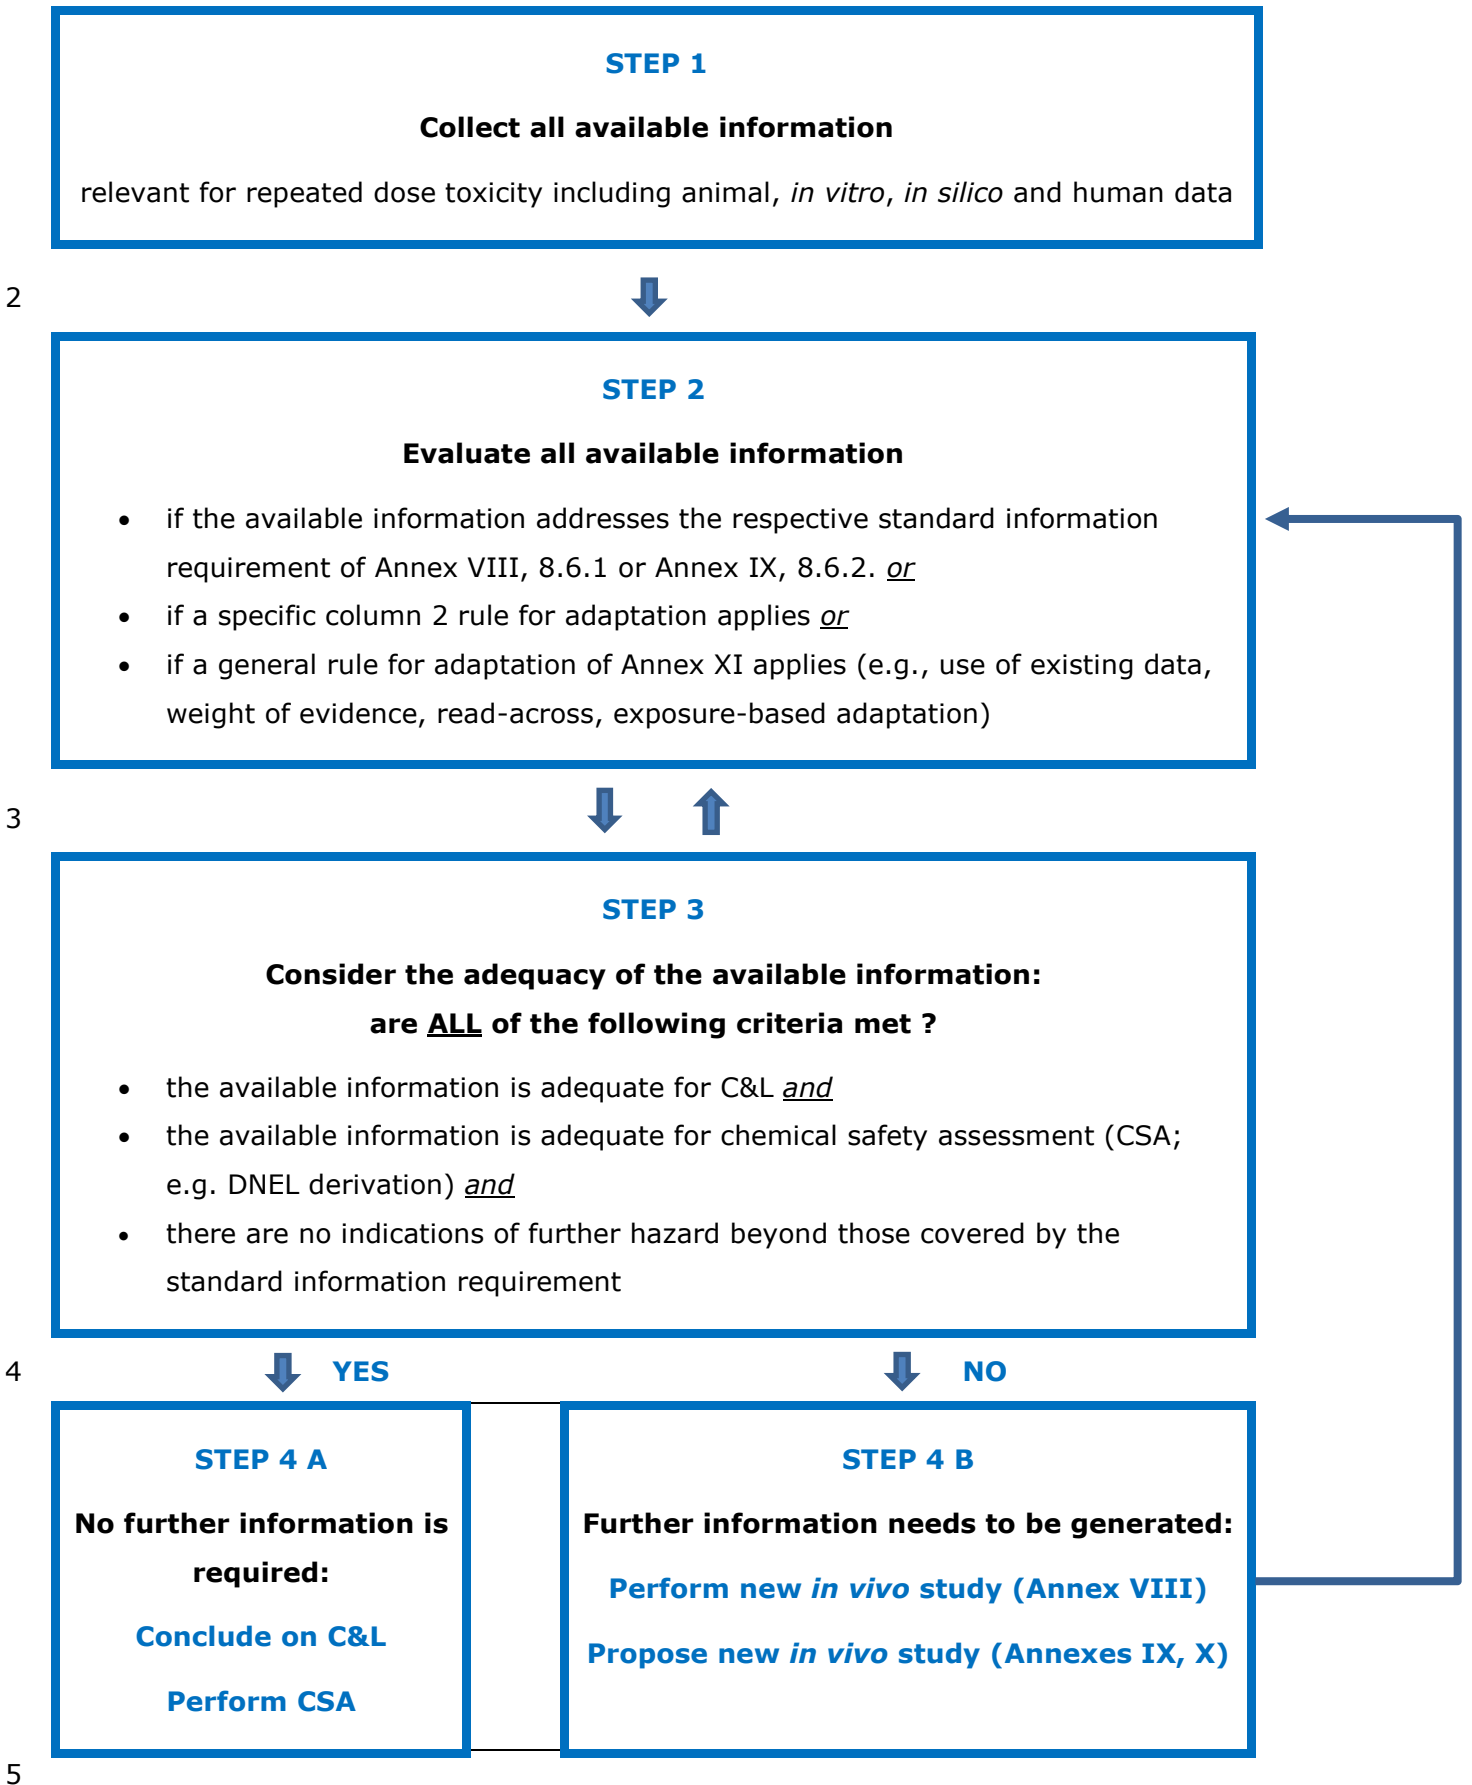 STEP 1
Collect all available information
relevant for repeated dose toxicity including animal, in vitro, in silico and human data
2
STEP 2
Evaluate all available information
• if the available information addresses the respective standard information
requirement of Annex VIII, 8.6.1 or Annex IX, 8.6.2. or
• if a specific column 2 rule for adaptation applies or
• if a general rule for adaptation of Annex XI applies (e.g., use of existing data,
weight of evidence, read-across, exposure-based adaptation)
3
STEP 3
Consider the adequacy of the available information:
are ALL of the following criteria met ?
• the available information is adequate for C&L and
• the available information is adequate for chemical safety assessment (CSA;
e.g. DNEL derivation) and
• there are no indications of further hazard beyond those covered by the
standard information requirement
4
YES
NO
STEP 4 A
No further information is
required:
Conclude on C&L
Perform CSA
STEP 4 B
Further information needs to be generated:
Perform new in vivo study (Annex VIII)
Propose new in vivo study (Annexes IX, X)
5